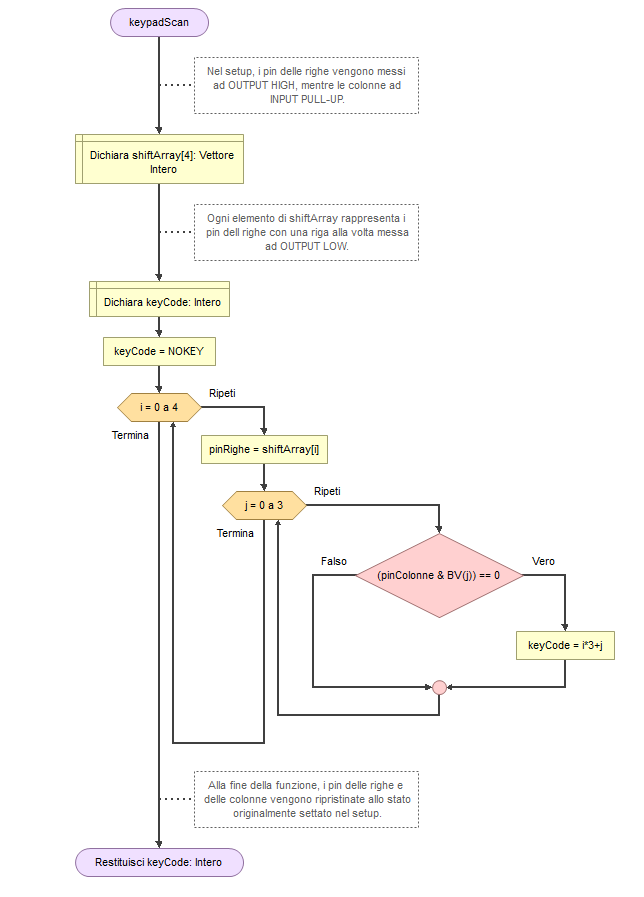 keypadScan
Nel setup, i pin delle righe vengono messi
ad OUTPUT HIGH, mentre le colonne ad
INPUT PULL-UP.
Dichiara shiftArray[4]: Vettore
Intero
Ogni elemento di shiftArray rappresenta i
pin dell righe con una riga alla volta messa
ad OUTPUT LOW.
Dichiara keyCode: Intero
keyCode = NOKEY
i = 0 a 4
Ripeti
Termina
pinRighe = shiftArray[i]
j = 0 a 3
Ripeti
Termina
Falso
(pinColonne & BV(j)) == 0
Vero
keyCode = i*3+j
Alla fine della funzione, i pin delle righe e
delle colonne vengono ripristinate allo stato
originalmente settato nel setup.
Restituisci keyCode: Intero